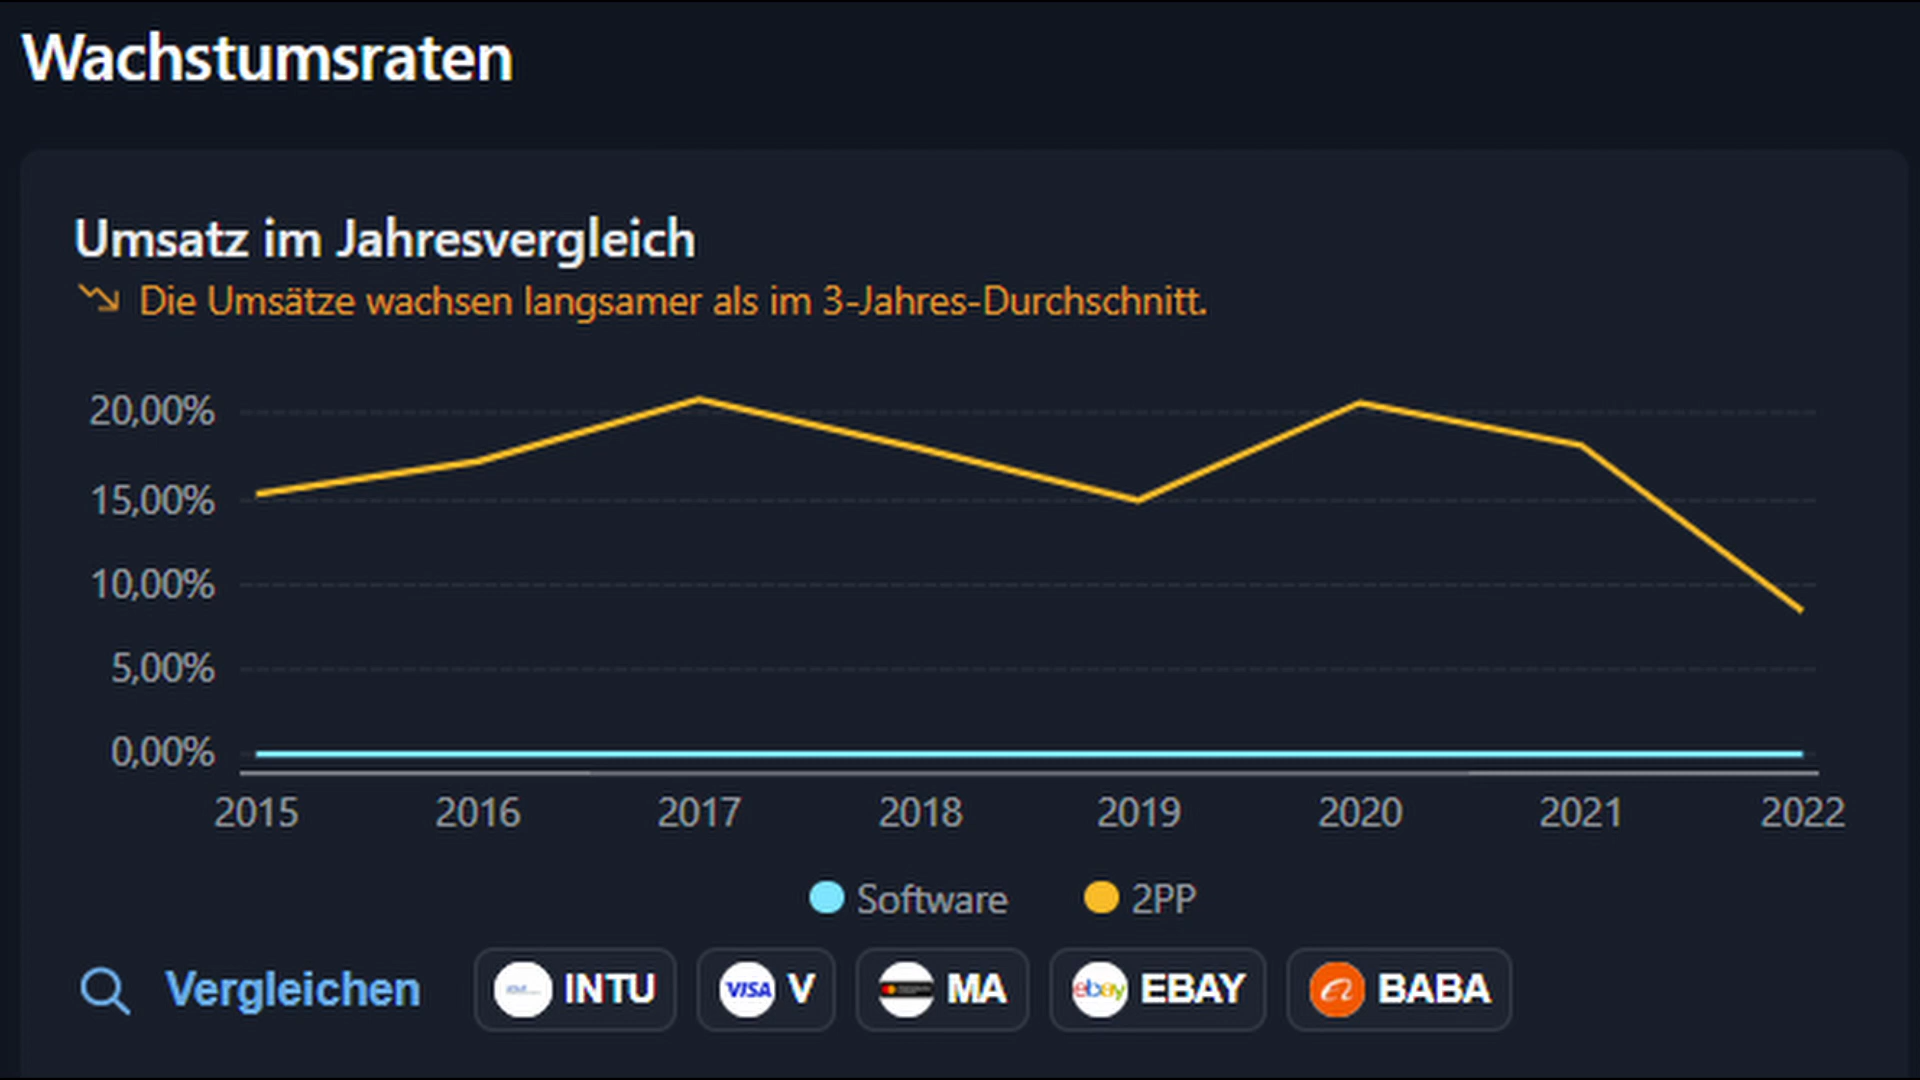 Wachstumsraten
Umsatz im Jahresvergleich
Die Umsätze wachsen langsamer als im 3-Jahres-Durchschnitt.
20,00%
15,00%
10,00%
5,00%
0,00%
2015 2016 2017 2018 2019 2020 2021 2022
Software 2PP
Vergleichen INTU VISA V MA ebay EBAY BABA